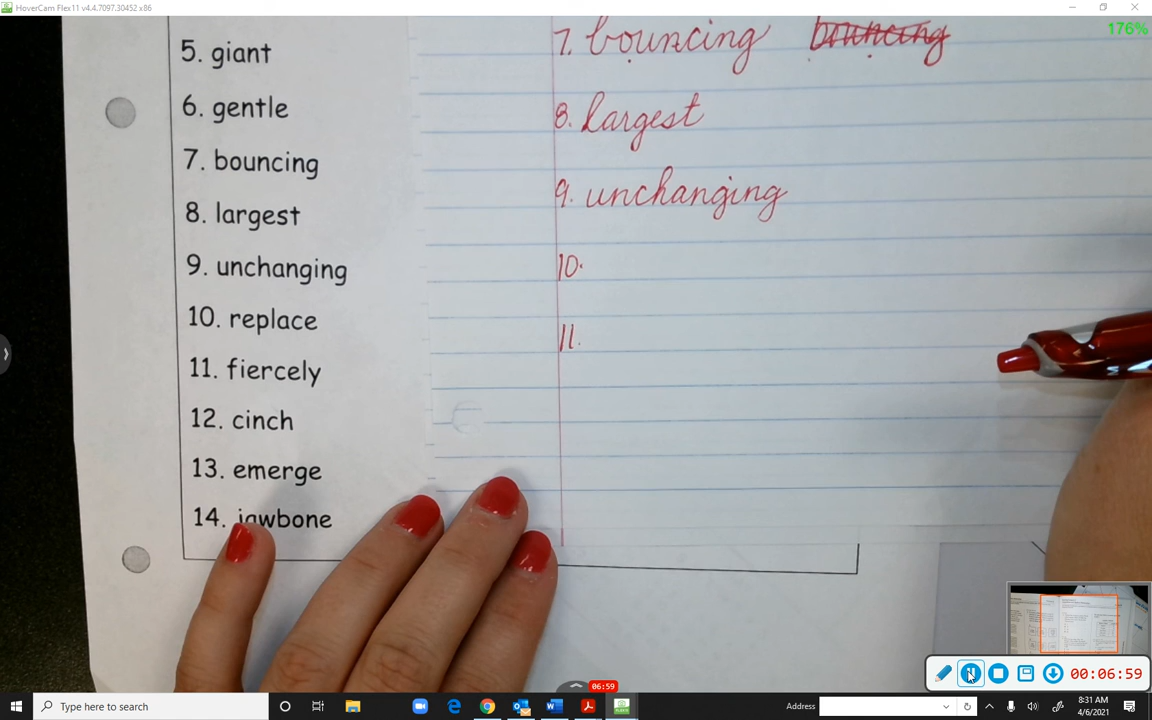 HoverCam Flex11 v4.4.7097.30452 x86
176%
5. giant
6. gentle
7. bouncing
8. largest
9. unchanging
10. replace
11. fiercely
12. cinch
13. emerge
14. jawbone
7. bouncing bouncing
8. largest
9. unchanging
10.
11.
00:06:59
06:59
Type here to search
Address
8:31 AM
4/6/2021